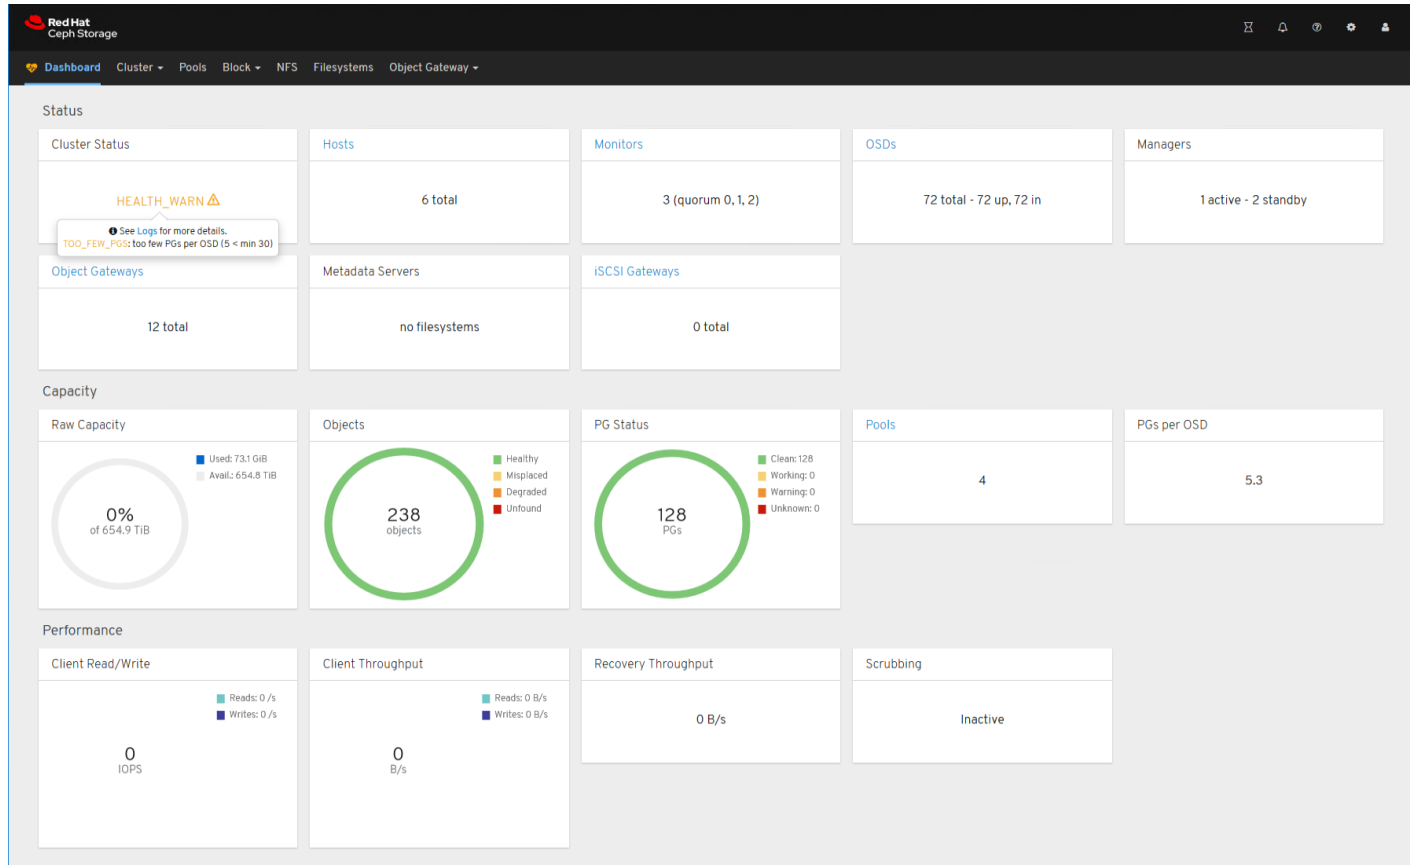 Red Hat
Ceph Storage
Dashboard Cluster Pools Block NFS Filesystems Object Gateway
Status
Cluster Status
HEALTH_WARN
See Logs for more details.
TOO_FEW_PGS: too few PGs per OSD (5 < min 30)
Hosts
6 total
Monitors
3 (quorum 0, 1, 2)
OSDs
72 total - 72 up, 72 in
Managers
1 active - 2 standby
Object Gateways
12 total
Metadata Servers
no filesystems
iSCSI Gateways
0 total
Capacity
Raw Capacity
Used: 73.1 GiB
Avail.: 654.8 TiB
0%
of 654.9 TiB
Objects
Healthy
Misplaced
Degraded
Unfound
238
objects
PG Status
Clean: 128
Working: 0
Warning: 0
Unknown: 0
128
PGs
Pools
4
PGs per OSD
5.3
Performance
Client Read/Write
Reads: 0 /s
Writes: 0 /s
0
IOPS
Client Throughput
Reads: 0 B/s
Writes: 0 B/s
0
B/s
Recovery Throughput
0 B/s
Scrubbing
Inactive